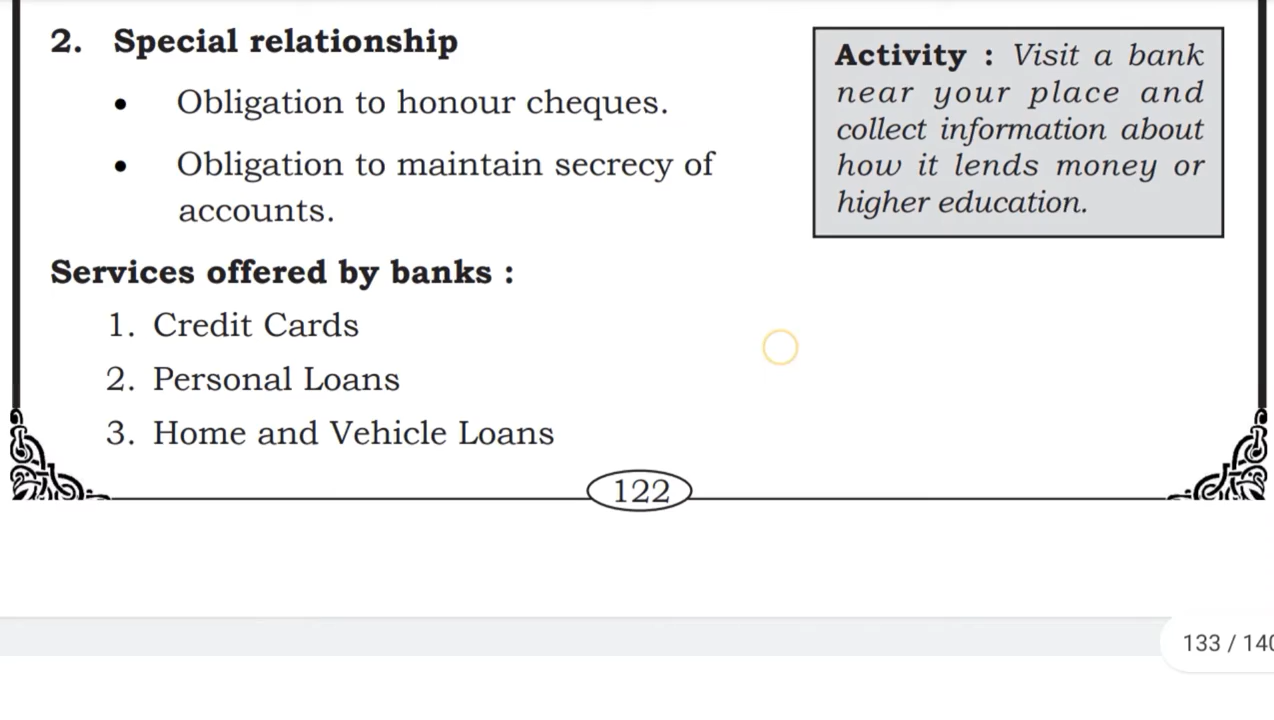 2. Special relationship
• Obligation to honour cheques.
• Obligation to maintain secrecy of
accounts.
Activity : Visit a bank
near your place and
collect information about
how it lends money or
higher education.
Services offered by banks :
1. Credit Cards
2. Personal Loans
3. Home and Vehicle Loans
122
133 / 140